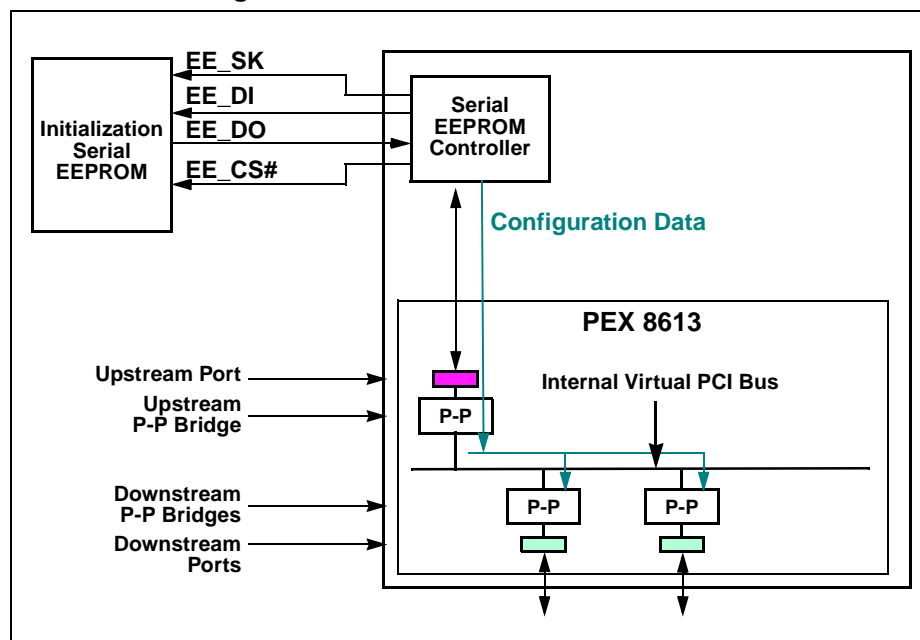 EE_SK
EE_DI
EE_DO
EE_CS#
Initialization
Serial
EEPROM
Serial
EEPROM
Controller
Configuration Data
PEX 8613
Upstream Port
Internal Virtual PCI Bus
Upstream
P-P Bridge
P-P
Downstream
P-P Bridges
P-P
P-P
Downstream
Ports